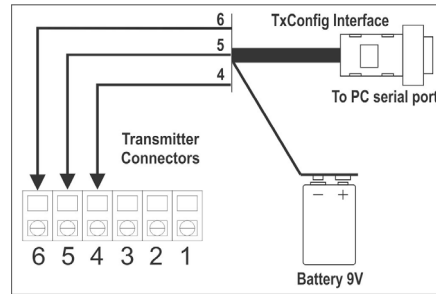 6
TxConfig Interface
5
4
To PC serial port
Transmitter
Connectors
6 5 4 3 2 1
− +
Battery 9V